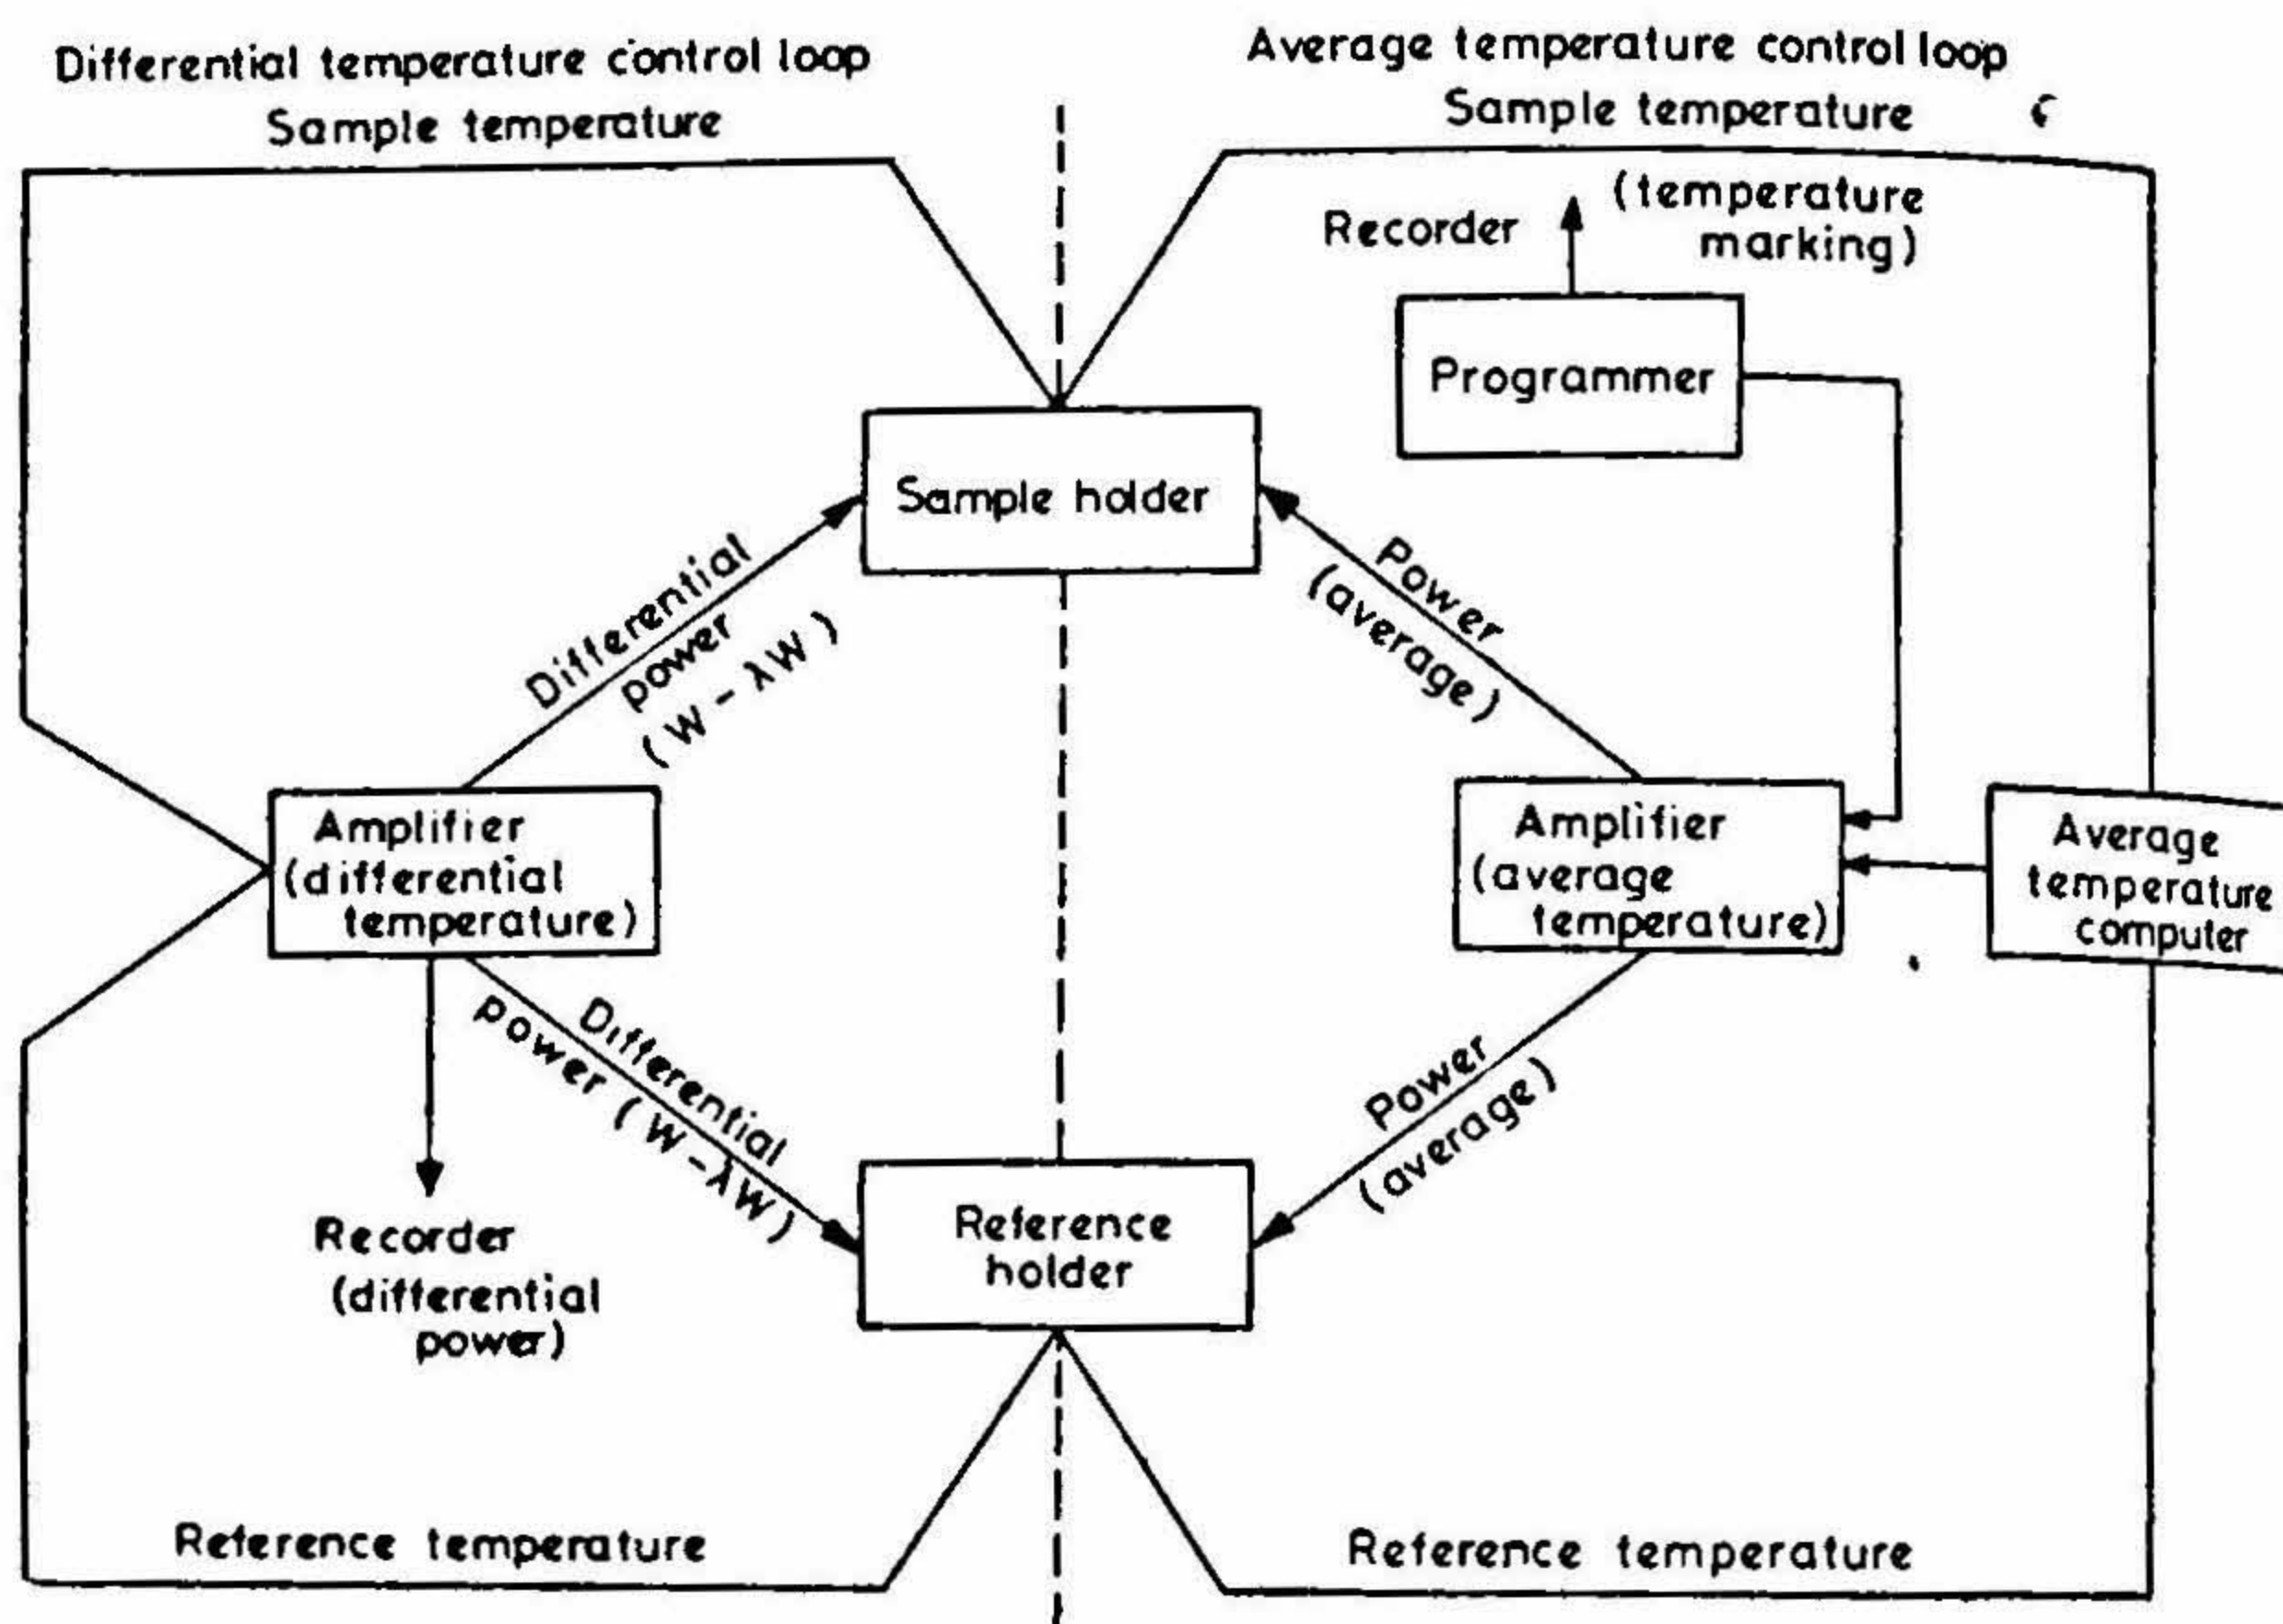 Differential temperature control loop
Sample temperature
Average temperature control loop
Sample temperature
Recorder
(temperature
marking)
Programmer
Sample holder
Differential
power
(W - λW)
Power
(average)
Amplifier
(differential
temperature)
Amplifier
(average
temperature)
Average
temperature
computer
Differential
power (W - λW)
Power
(average)
Recorder
(differential
power)
Reference
holder
Reference temperature
Reference temperature